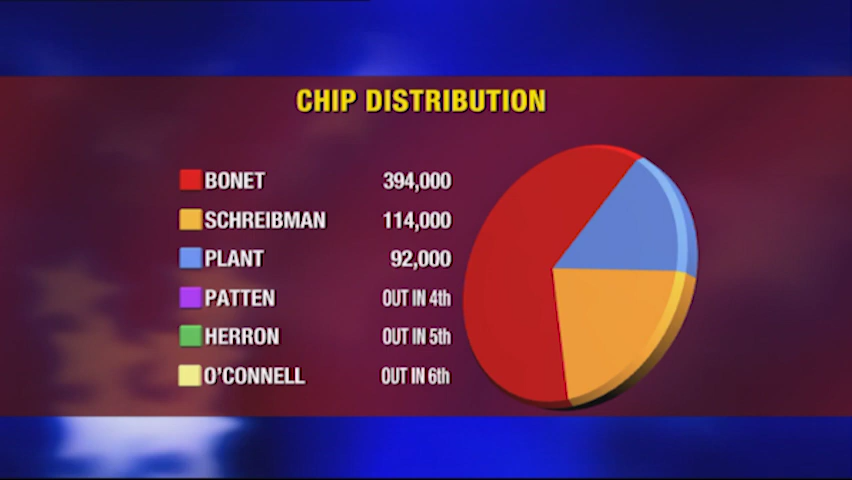 CHIP DISTRIBUTION
BONET 394,000
SCHREIBMAN 114,000
PLANT 92,000
PATTEN OUT IN 4th
HERRON OUT IN 5th
O'CONNELL OUT IN 6th